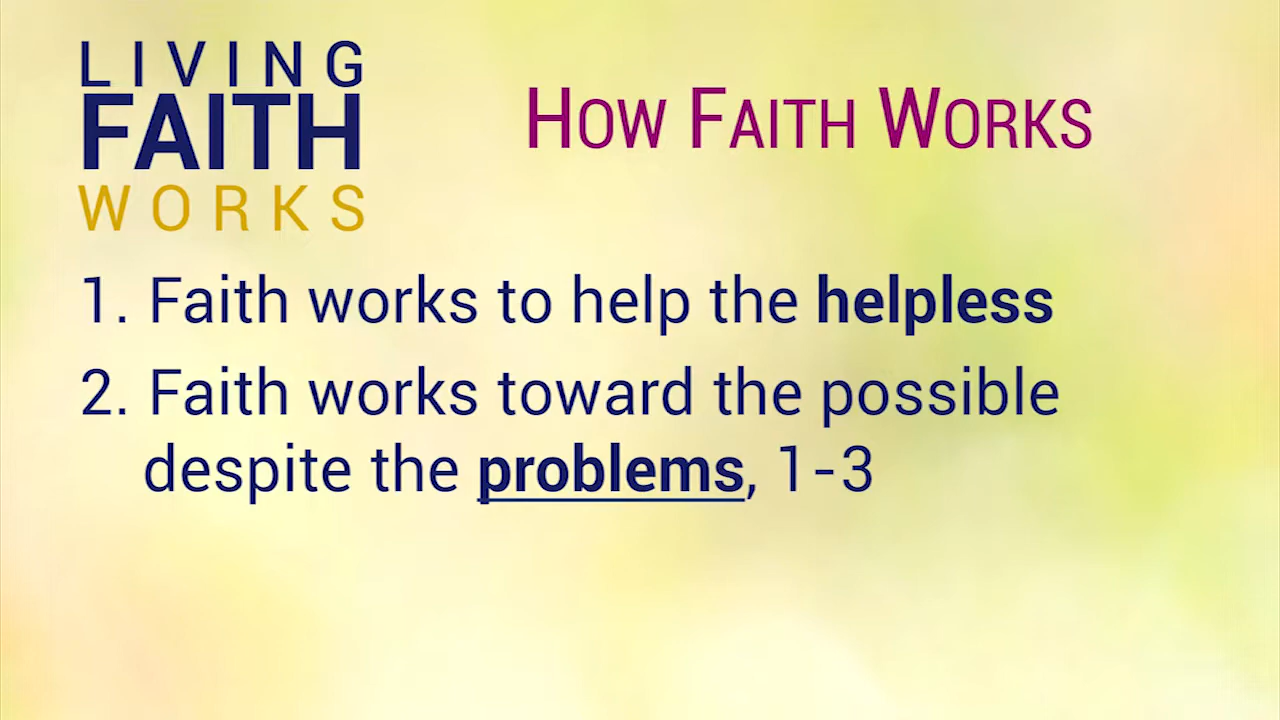 LIVING
FAITH
WORKS
How Faith Works
1. Faith works to help the helpless
2. Faith works toward the possible
despite the problems, 1-3